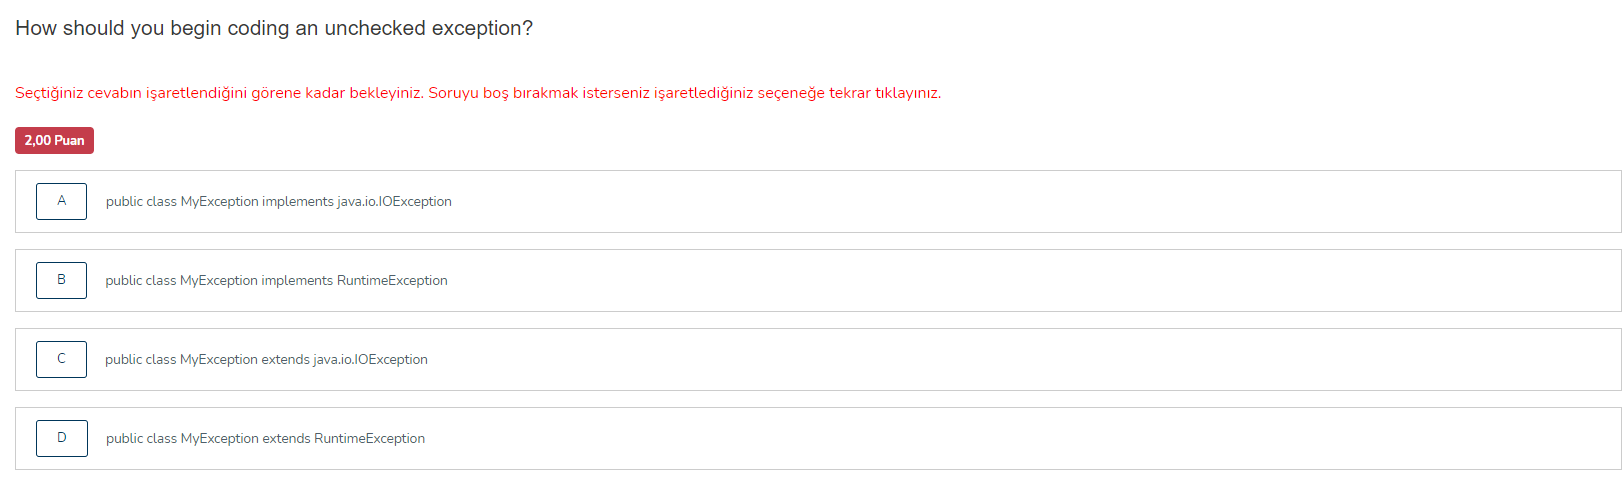 How should you begin coding an unchecked exception?
Seçtiğiniz cevabın işaretlendiğini görene kadar bekleyiniz. Soruyu boş bırakmak isterseniz işaretlediğiniz seçeneğe tekrar tıklayınız.
2,00 Puan
A public class MyException implements java.io.IOException
B public class MyException implements RuntimeException
C public class MyException extends java.io.IOException
D public class MyException extends RuntimeException